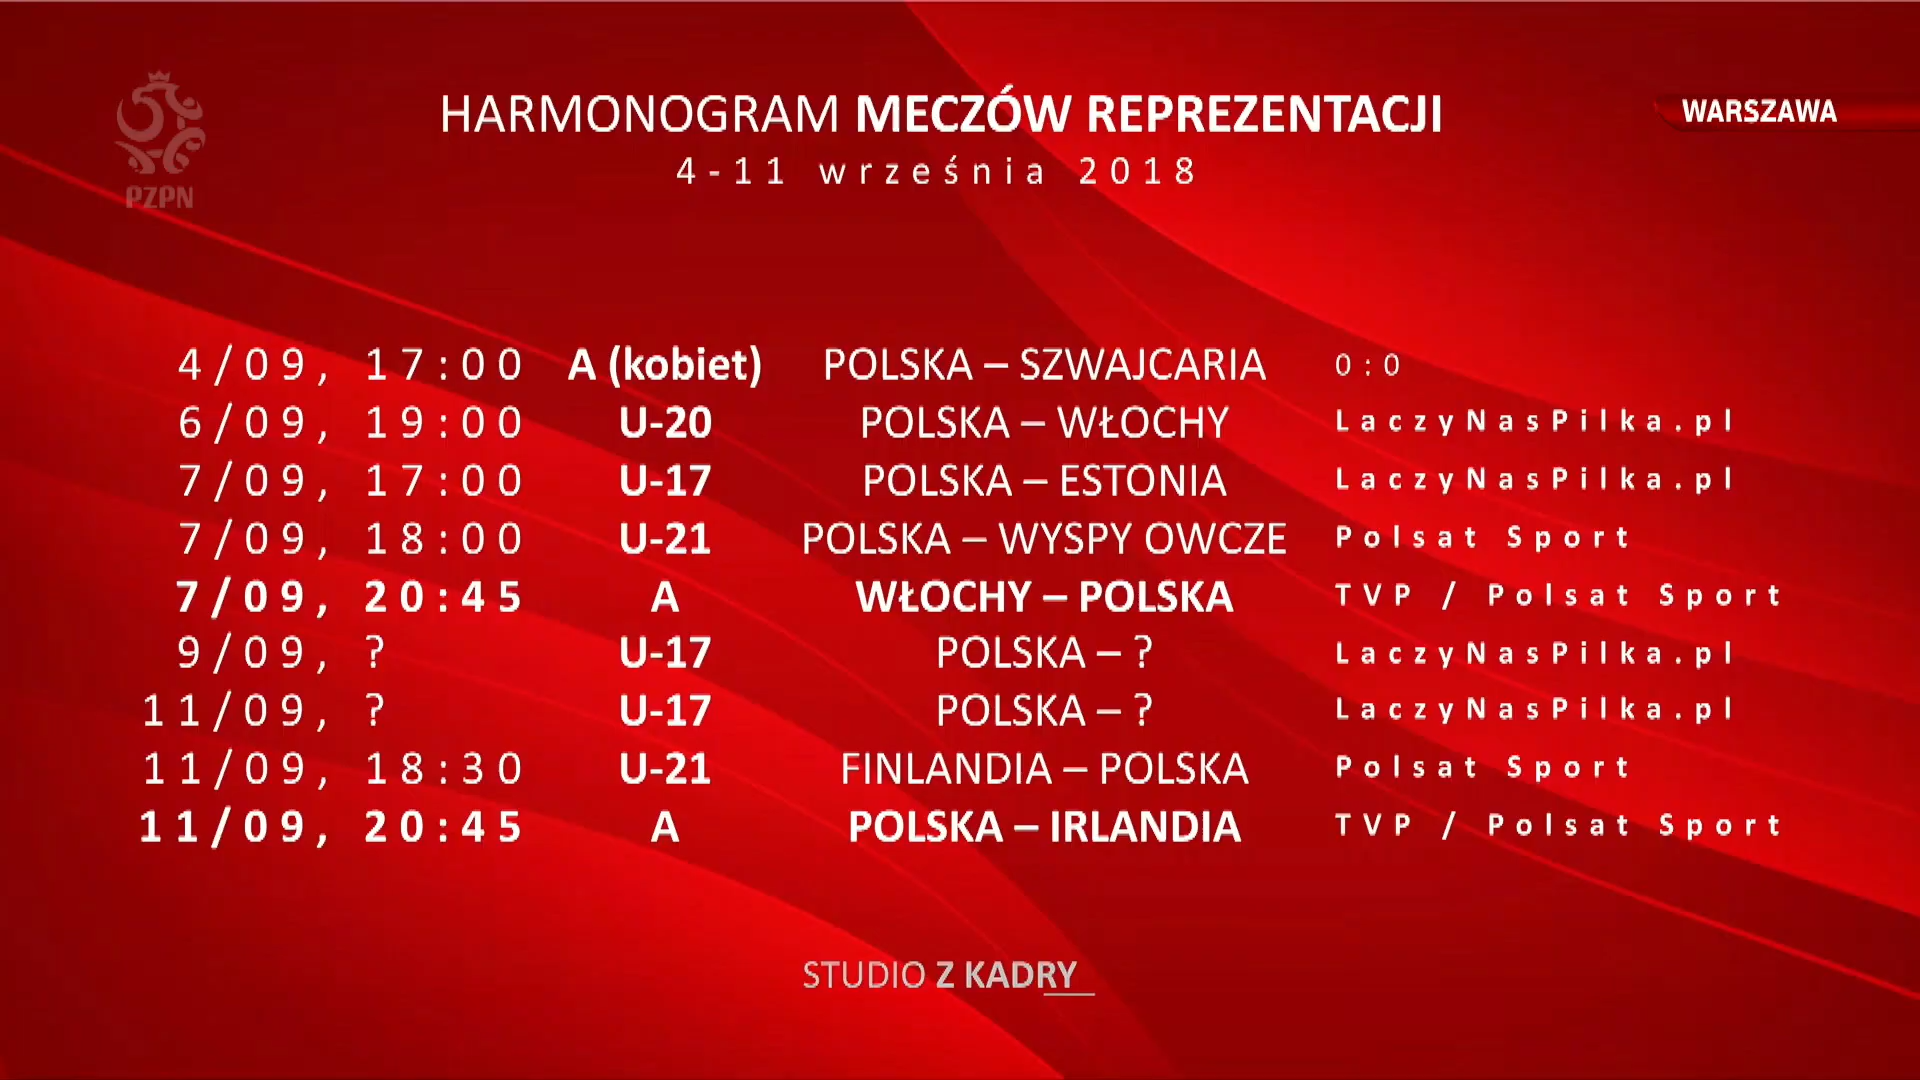 HARMONOGRAM MECZÓW REPREZENTACJI
WARSZAWA
4-11 września 2018
PZPN
4/09, 17:00 A (kobiet) POLSKA – SZWAJCARIA 0:0
6/09, 19:00 U-20 POLSKA – WŁOCHY LaczyNasPilka.pl
7/09, 17:00 U-17 POLSKA – ESTONIA LaczyNasPilka.pl
7/09, 18:00 U-21 POLSKA – WYSPY OWCZE Polsat Sport
7/09, 20:45 A WŁOCHY – POLSKA TVP / Polsat Sport
9/09, ? U-17 POLSKA – ? LaczyNasPilka.pl
11/09, ? U-17 POLSKA – ? LaczyNasPilka.pl
11/09, 18:30 U-21 FINLANDIA – POLSKA Polsat Sport
11/09, 20:45 A POLSKA – IRLANDIA TVP / Polsat Sport
STUDIO Z KADRY_